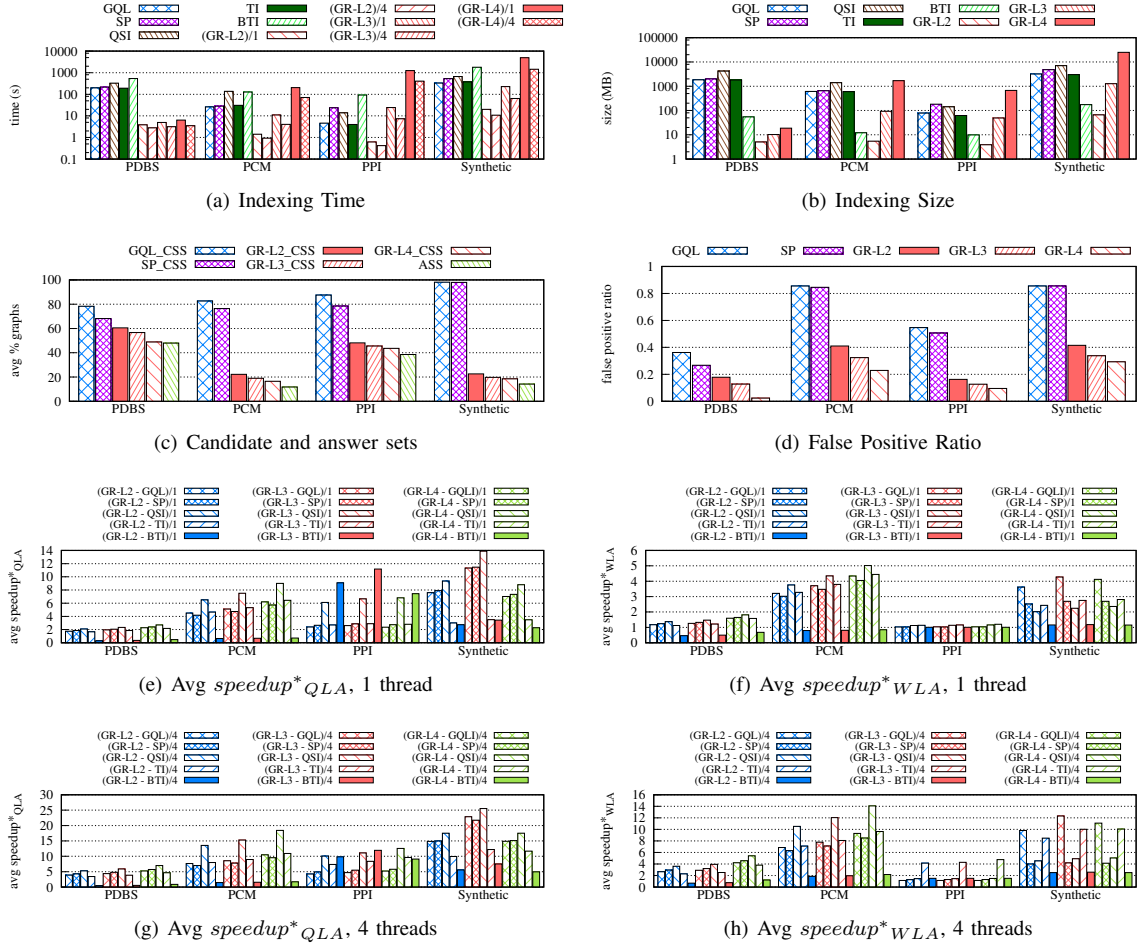 GQL
SP
QSI
TI
BTI
(GR-L2)/1
(GR-L2)/4
(GR-L3)/1
(GR-L3)/4
(GR-L4)/1
(GR-L4)/4
time (s)
100000
10000
1000
100
10
1
0.1
PDBS PCM PPI Synthetic
(a) Indexing Time
GQL
SP
QSI
TI
BTI
GR-L2
GR-L3
GR-L4
size (MB)
100000
10000
1000
100
10
1
PDBS PCM PPI Synthetic
(b) Indexing Size
GQL_CSS
SP_CSS
GR-L2_CSS
GR-L3_CSS
GR-L4_CSS
ASS
avg % graphs
100
80
60
40
20
0
PDBS PCM PPI Synthetic
(c) Candidate and answer sets
GQL SP GR-L2 GR-L3 GR-L4
false positive ratio
1
0.8
0.6
0.4
0.2
0
PDBS PCM PPI Synthetic
(d) False Positive Ratio
(GR-L2 - GQL)/1
(GR-L2 - SP)/1
(GR-L2 - QSI)/1
(GR-L2 - TI)/1
(GR-L2 - BTI)/1
(GR-L3 - GQL)/1
(GR-L3 - SP)/1
(GR-L3 - QSI)/1
(GR-L3 - TI)/1
(GR-L3 - BTI)/1
(GR-L4 - GQLI)/1
(GR-L4 - SP)/1
(GR-L4 - QSI)/1
(GR-L4 - TI)/1
(GR-L4 - BTI)/1
avg speedup*QLA
14
12
10
8
6
4
2
0
PDBS PCM PPI Synthetic
(e) Avg speedup*QLA, 1 thread
(GR-L2 - GQL)/1
(GR-L2 - SP)/1
(GR-L2 - QSI)/1
(GR-L2 - TI)/1
(GR-L2 - BTI)/1
(GR-L3 - GQL)/1
(GR-L3 - SP)/1
(GR-L3 - QSI)/1
(GR-L3 - TI)/1
(GR-L3 - BTI)/1
(GR-L4 - GQLI)/1
(GR-L4 - SP)/1
(GR-L4 - QSI)/1
(GR-L4 - TI)/1
(GR-L4 - BTI)/1
avg speedup*WLA
6
5
4
3
2
1
0
PDBS PCM PPI Synthetic
(f) Avg speedup*WLA, 1 thread
(GR-L2 - GQL)/4
(GR-L2 - SP)/4
(GR-L2 - QSI)/4
(GR-L2 - TI)/4
(GR-L2 - BTI)/4
(GR-L3 - GQL)/4
(GR-L3 - SP)/4
(GR-L3 - QSI)/4
(GR-L3 - TI)/4
(GR-L3 - BTI)/4
(GR-L4 - GQLI)/4
(GR-L4 - SP)/4
(GR-L4 - QSI)/4
(GR-L4 - TI)/4
(GR-L4 - BTI)/4
avg speedup*QLA
30
25
20
15
10
5
0
PDBS PCM PPI Synthetic
(g) Avg speedup*QLA, 4 threads
(GR-L2 - GQL)/4
(GR-L2 - SP)/4
(GR-L2 - QSI)/4
(GR-L2 - TI)/4
(GR-L2 - BTI)/4
(GR-L3 - GQL)/4
(GR-L3 - SP)/4
(GR-L3 - QSI)/4
(GR-L3 - TI)/4
(GR-L3 - BTI)/4
(GR-L4 - GQLI)/4
(GR-L4 - SP)/4
(GR-L4 - QSI)/4
(GR-L4 - TI)/4
(GR-L4 - BTI)/4
avg speedup*WLA
16
14
12
10
8
6
4
2
0
PDBS PCM PPI Synthetic
(h) Avg speedup*WLA, 4 threads